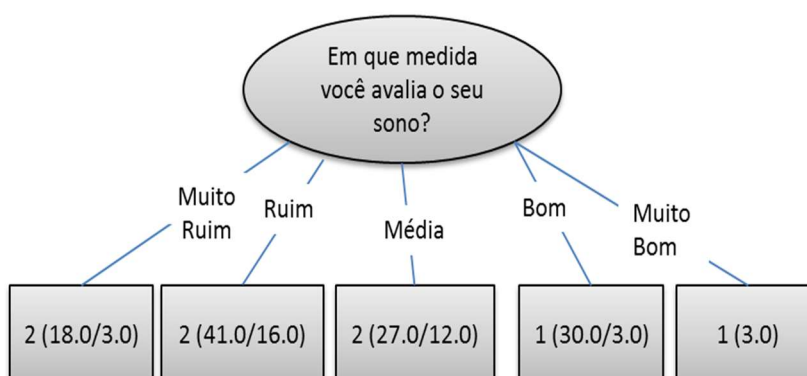 Em que medida
você avalia o seu
sono?
Muito
Ruim
Ruim
Média
Bom
Muito
Bom
2 (18.0/3.0)
2 (41.0/16.0)
2 (27.0/12.0)
1 (30.0/3.0)
1 (3.0)